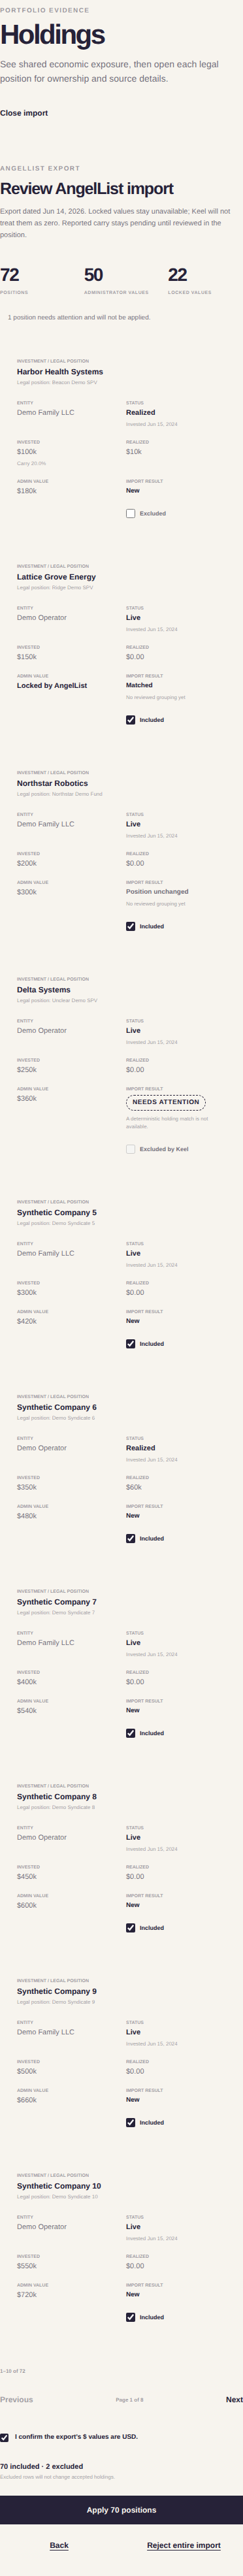 PORTFOLIO EVIDENCE
Holdings
See shared economic exposure, then open each legal
position for ownership and source details.
Close import
ANGELLIST EXPORT
Review AngelList import
Export dated Jun 14, 2026. Locked values stay unavailable; Keel will not
treat them as zero. Reported carry stays pending until reviewed in the
position.
72
POSITIONS
50
ADMINISTRATOR VALUES
22
LOCKED VALUES
1 position needs attention and will not be applied.
INVESTMENT / LEGAL POSITION
Harbor Health Systems
Legal position: Beacon Demo SPV
ENTITY
Demo Family LLC
STATUS
Realized
Invested Jun 15, 2024
INVESTED
$100k
Carry 20.0%
REALIZED
$10k
ADMIN VALUE
$180k
IMPORT RESULT
New
Excluded
INVESTMENT / LEGAL POSITION
Lattice Grove Energy
Legal position: Ridge Demo SPV
ENTITY
Demo Operator
STATUS
Live
Invested Jun 15, 2024
INVESTED
$150k
REALIZED
$0.00
ADMIN VALUE
Locked by AngelList
IMPORT RESULT
Matched
No reviewed grouping yet
Included
INVESTMENT / LEGAL POSITION
Northstar Robotics
Legal position: Northstar Demo Fund
ENTITY
Demo Family LLC
STATUS
Live
Invested Jun 15, 2024
INVESTED
$200k
REALIZED
$0.00
ADMIN VALUE
$300k
IMPORT RESULT
Position unchanged
No reviewed grouping yet
Included
INVESTMENT / LEGAL POSITION
Delta Systems
Legal position: Unclear Demo SPV
ENTITY
Demo Operator
STATUS
Live
Invested Jun 15, 2024
INVESTED
$250k
REALIZED
$0.00
ADMIN VALUE
$360k
IMPORT RESULT
NEEDS ATTENTION
A deterministic holding match is not
available.
Excluded by Keel
INVESTMENT / LEGAL POSITION
Synthetic Company 5
Legal position: Demo Syndicate 5
ENTITY
Demo Family LLC
STATUS
Live
Invested Jun 15, 2024
INVESTED
$300k
REALIZED
$0.00
ADMIN VALUE
$420k
IMPORT RESULT
New
Included
INVESTMENT / LEGAL POSITION
Synthetic Company 6
Legal position: Demo Syndicate 6
ENTITY
Demo Operator
STATUS
Realized
Invested Jun 15, 2024
INVESTED
$350k
REALIZED
$60k
ADMIN VALUE
$480k
IMPORT RESULT
New
Included
INVESTMENT / LEGAL POSITION
Synthetic Company 7
Legal position: Demo Syndicate 7
ENTITY
Demo Family LLC
STATUS
Live
Invested Jun 15, 2024
INVESTED
$400k
REALIZED
$0.00
ADMIN VALUE
$540k
IMPORT RESULT
New
Included
INVESTMENT / LEGAL POSITION
Synthetic Company 8
Legal position: Demo Syndicate 8
ENTITY
Demo Operator
STATUS
Live
Invested Jun 15, 2024
INVESTED
$450k
REALIZED
$0.00
ADMIN VALUE
$600k
IMPORT RESULT
New
Included
INVESTMENT / LEGAL POSITION
Synthetic Company 9
Legal position: Demo Syndicate 9
ENTITY
Demo Family LLC
STATUS
Live
Invested Jun 15, 2024
INVESTED
$500k
REALIZED
$0.00
ADMIN VALUE
$660k
IMPORT RESULT
New
Included
INVESTMENT / LEGAL POSITION
Synthetic Company 10
Legal position: Demo Syndicate 10
ENTITY
Demo Operator
STATUS
Live
Invested Jun 15, 2024
INVESTED
$550k
REALIZED
$0.00
ADMIN VALUE
$720k
IMPORT RESULT
New
Included
1–10 of 72
Previous
Page 1 of 8
Next
I confirm the export's $ values are USD.
70 included · 2 excluded
Excluded rows will not change accepted holdings.
Apply 70 positions
Back
Reject entire import